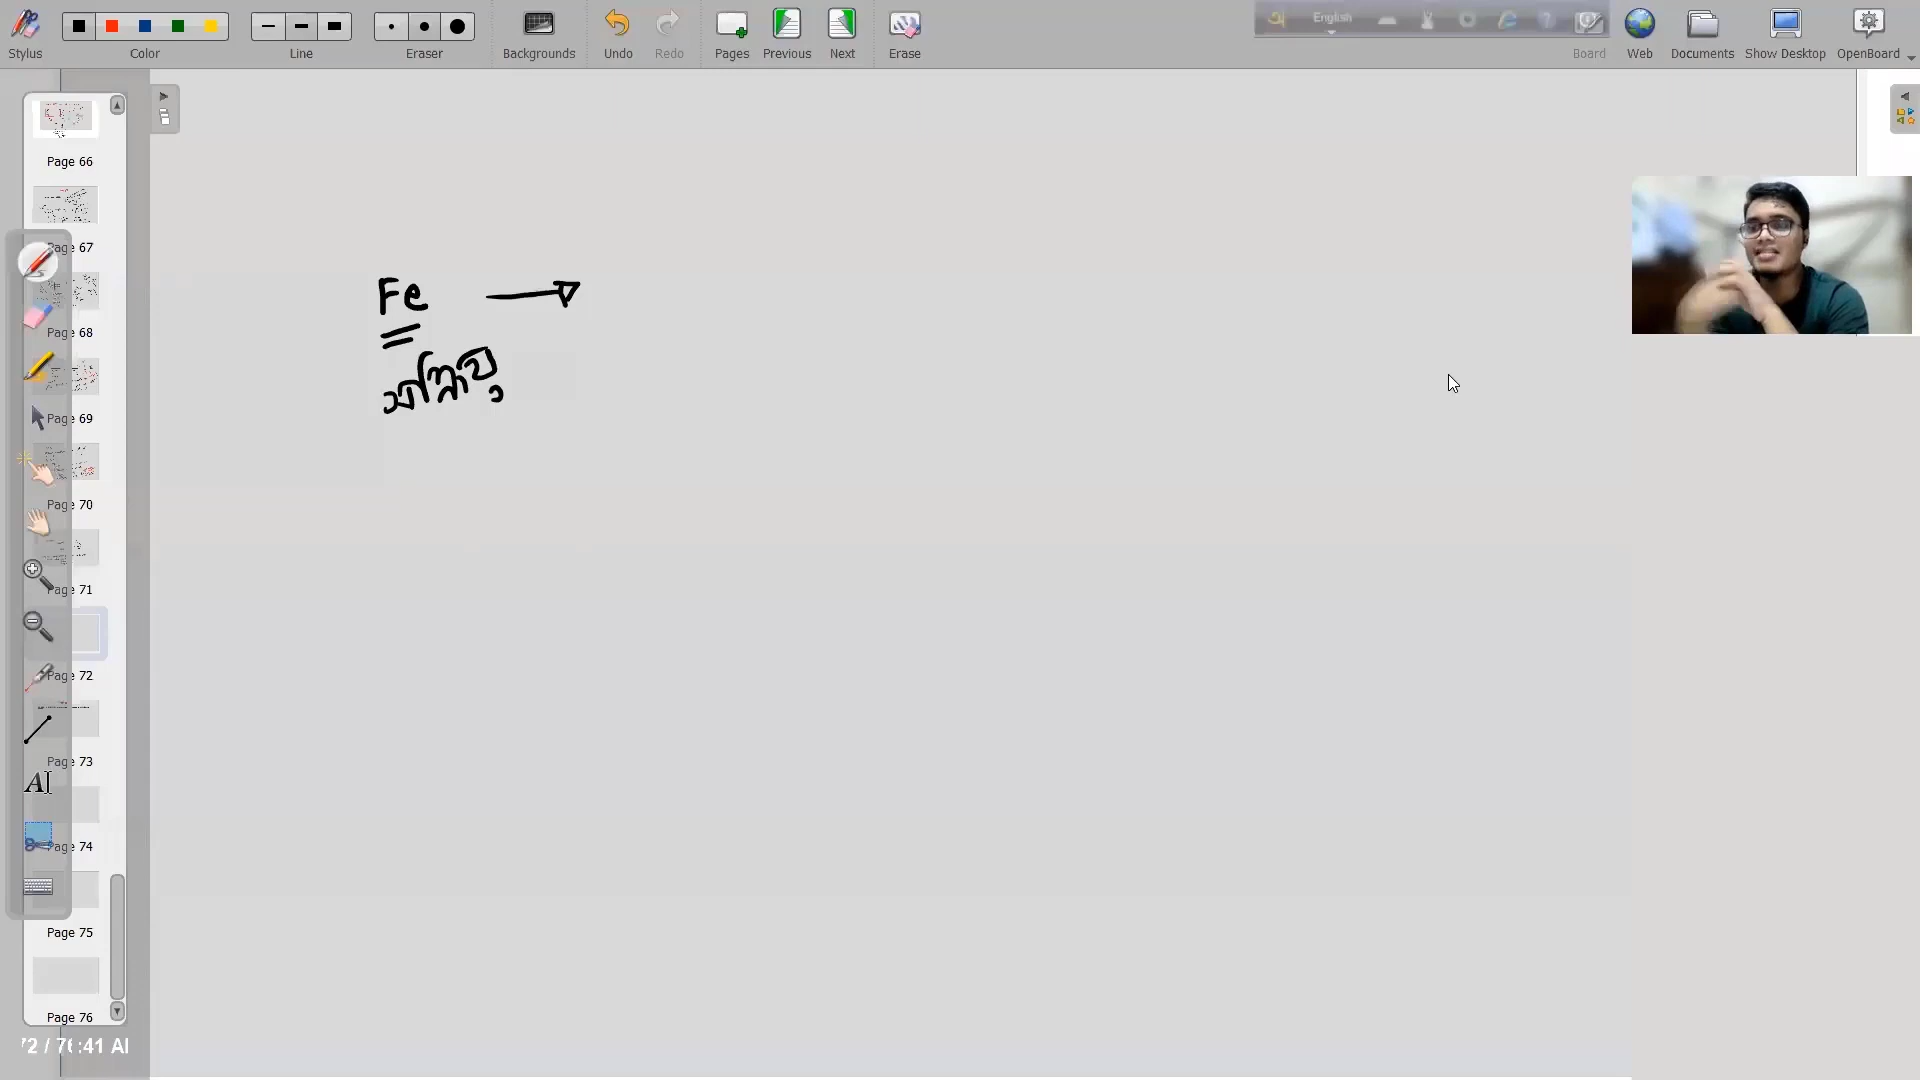 Stylus Color Line Eraser Backgrounds Undo Redo Pages Previous Next Erase Board Web Documents Show Desktop OpenBoard
English
Page 66
Page 67
Page 68
Page 69
Page 70
Page 71
Page 72
Page 73
Page 74
Page 75
Page 76
Fe